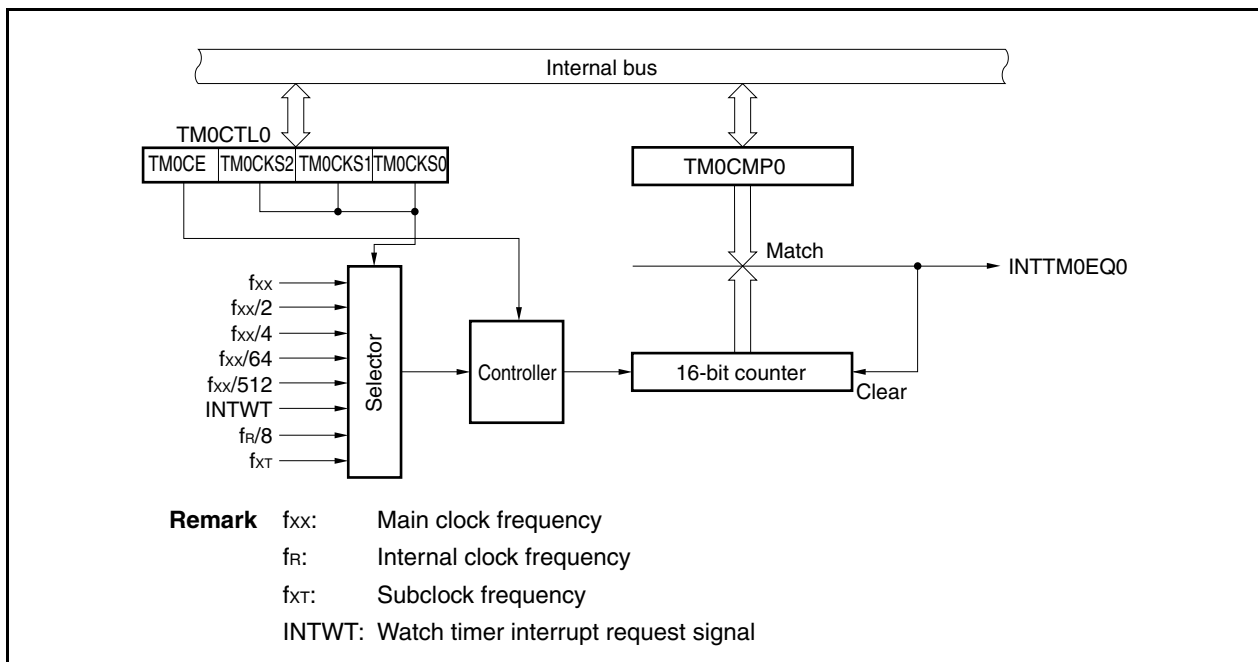 Internal bus
TM0CTL0
TM0CE TM0CKS2 TM0CKS1 TM0CKS0
TM0CMP0
Match
INTTM0EQ0
fXX
fXX/2
fXX/4
fXX/64
fXX/512
INTWT
fR/8
fXT
Selector
Controller
16-bit counter
Clear
Remark fXX: Main clock frequency
fR: Internal clock frequency
fXT: Subclock frequency
INTWT: Watch timer interrupt request signal